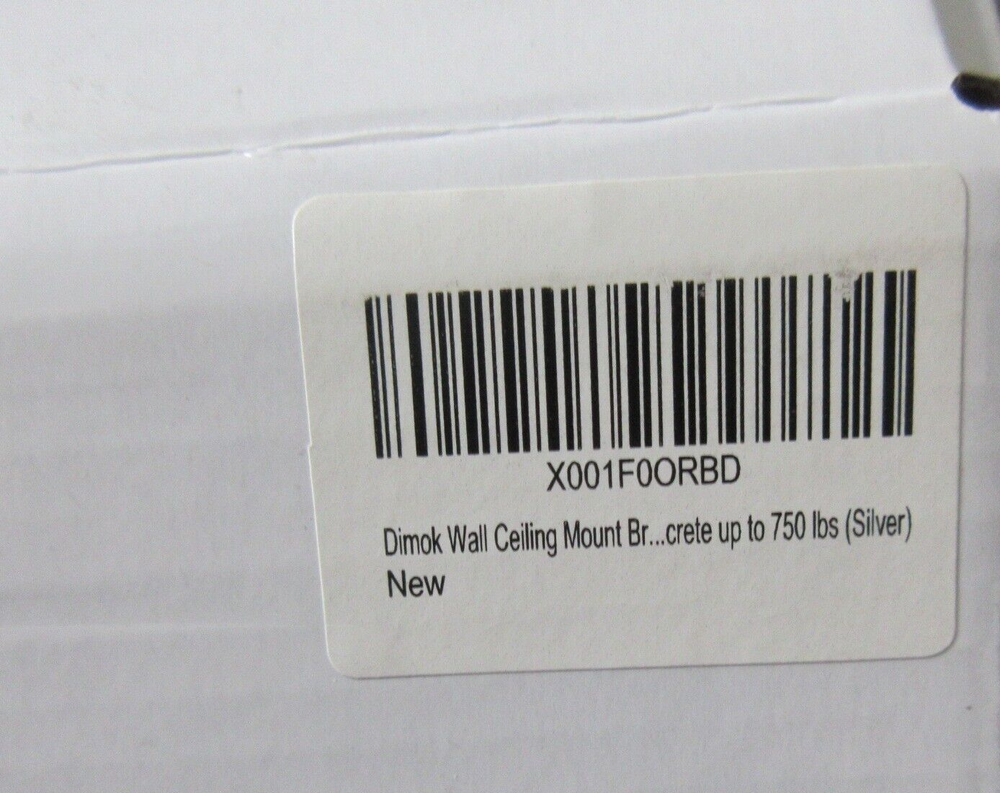 X001F0ORBD
Dimok Wall Ceiling Mount Br...crete up to 750 lbs (Silver)
New